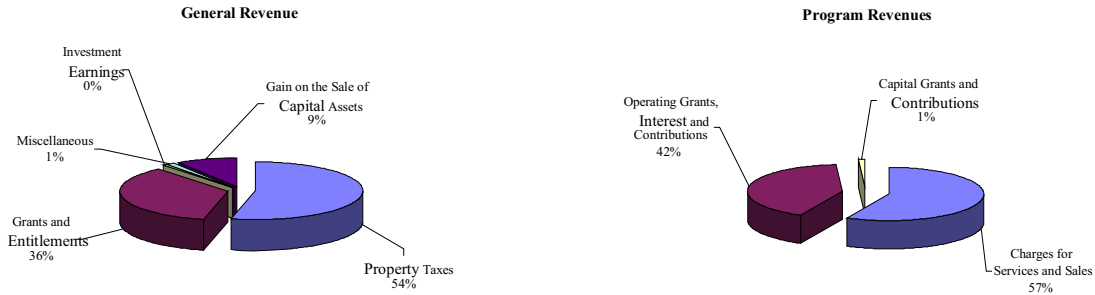 General Revenue
Investment
Earnings
0%
Gain on the Sale of
Capital Assets
9%
Miscellaneous
1%
Grants and
Entitlements
36%
Property Taxes
54%
Program Revenues
Operating Grants,
Interest and
Contributions
42%
Capital Grants and
Contributions
1%
Charges for
Services and Sales
57%